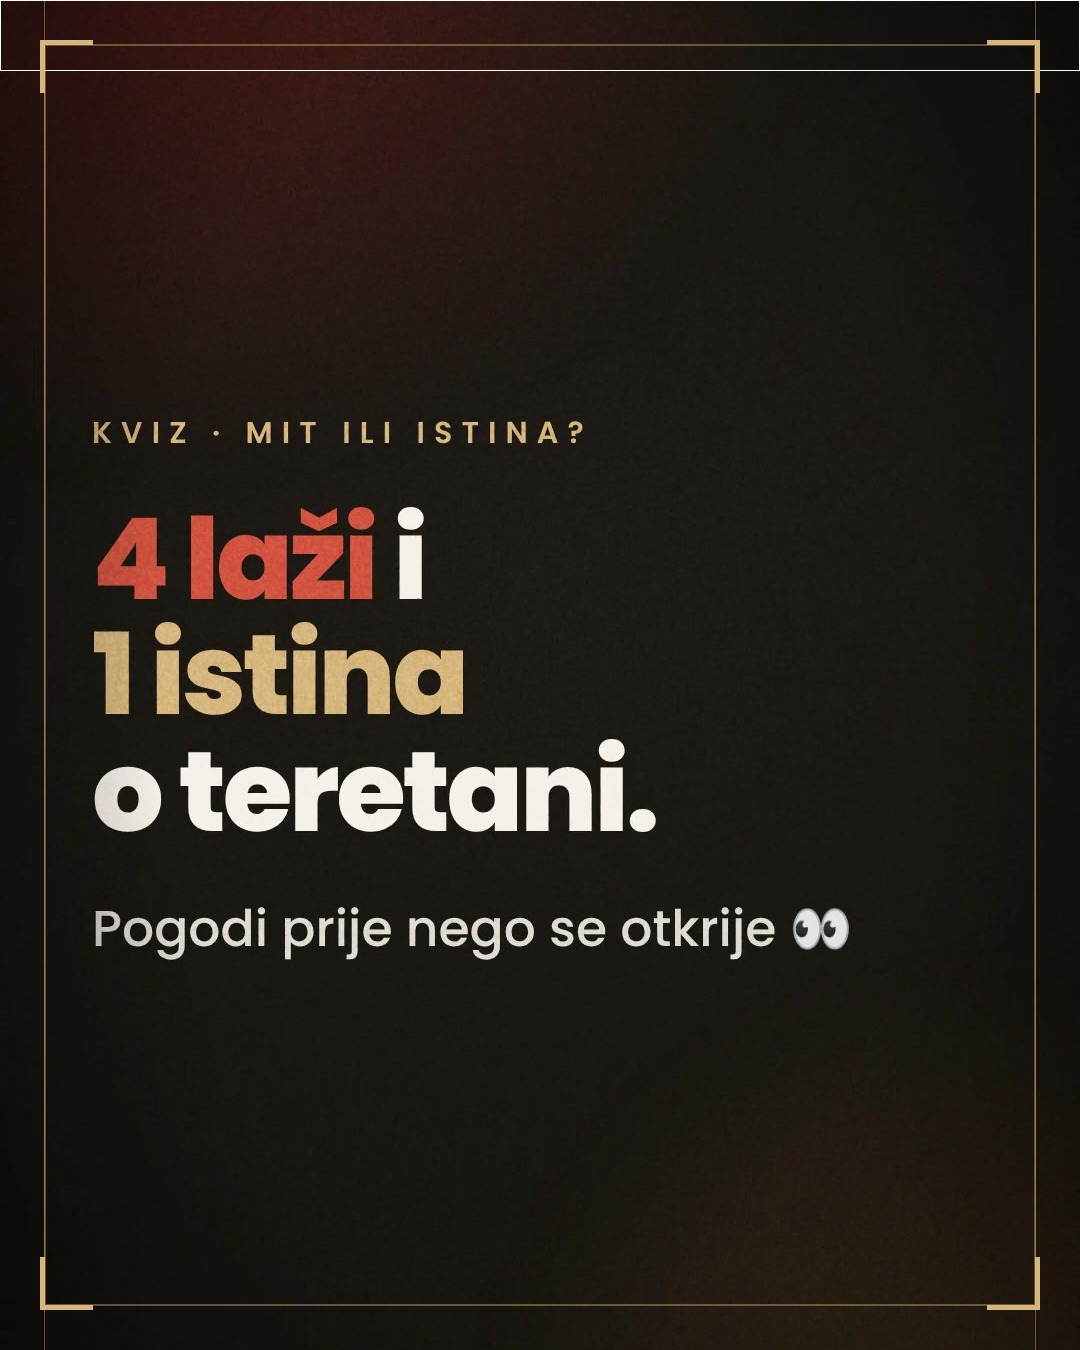 KVIZ · MIT ILI ISTINA?
4 laži i
1 istina
o teretani.
Pogodi prije nego se otkrije 👀